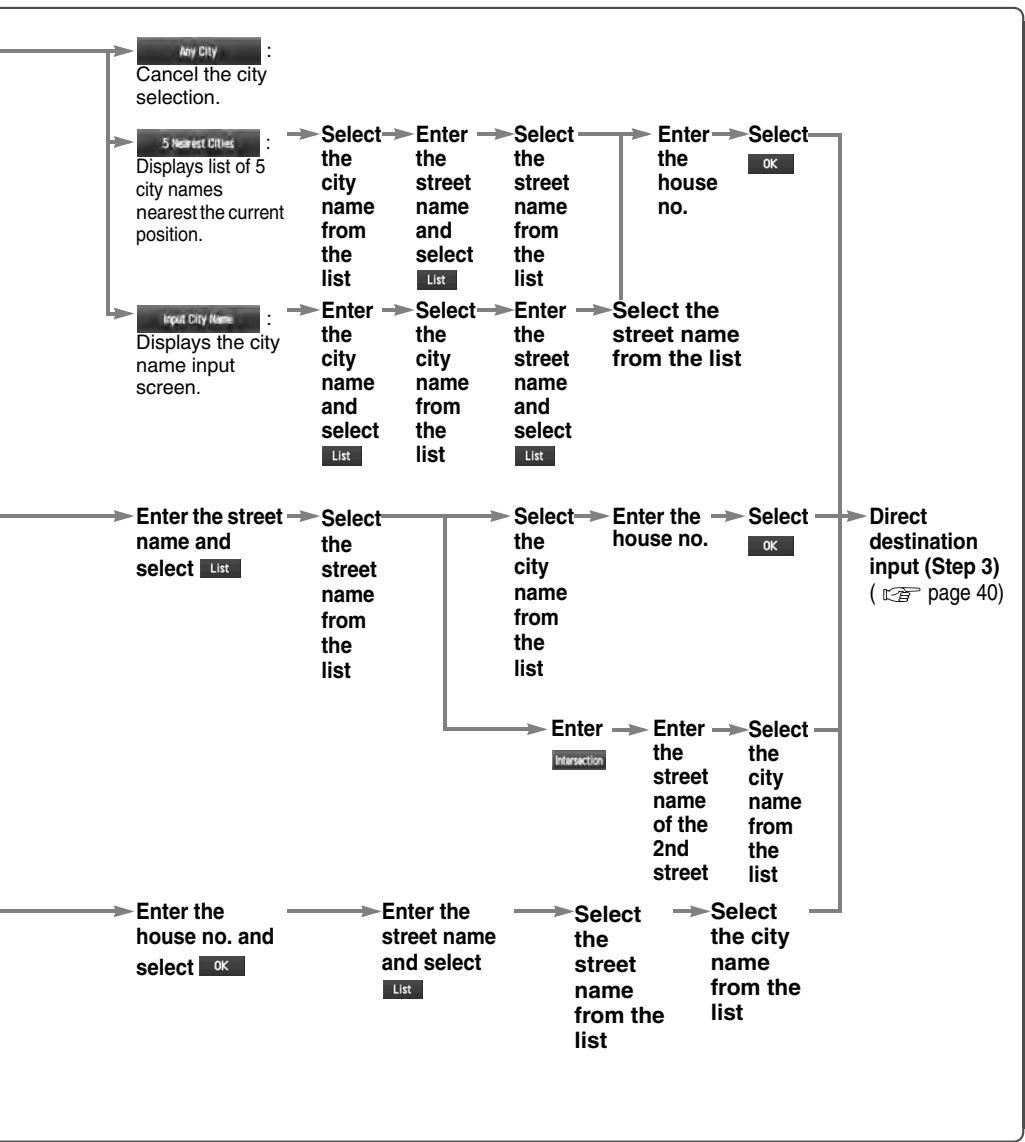 Any City :
Cancel the city
selection.
5 Nearest Cities :
Displays list of 5
city names
nearest the current
position.
Select
the
city
name
from
the
list
Enter
the
street
name
and
select
List
Select
the
street
name
from
the
list
Enter
the
house
no.
Select
OK
Input City Name :
Displays the city
name input
screen.
Enter
the
city
name
and
select
List
Select
the
city
name
from
the
list
Enter
the
street
name
and
select
List
Select the
street name
from the list
Enter the street
name and
select List
Select
the
street
name
from
the
list
Select
the
city
name
from
the
list
Enter the
house no.
Select
OK
Direct
destination
input (Step 3)
( ☞ page 40)
Enter
Intersection
Enter
the
street
name
of the
2nd
street
Select
the
city
name
from
the
list
Enter the
house no. and
select OK
Enter the
street name
and select
List
Select
the
street
name
from the
list
Select
the city
name
from the
list